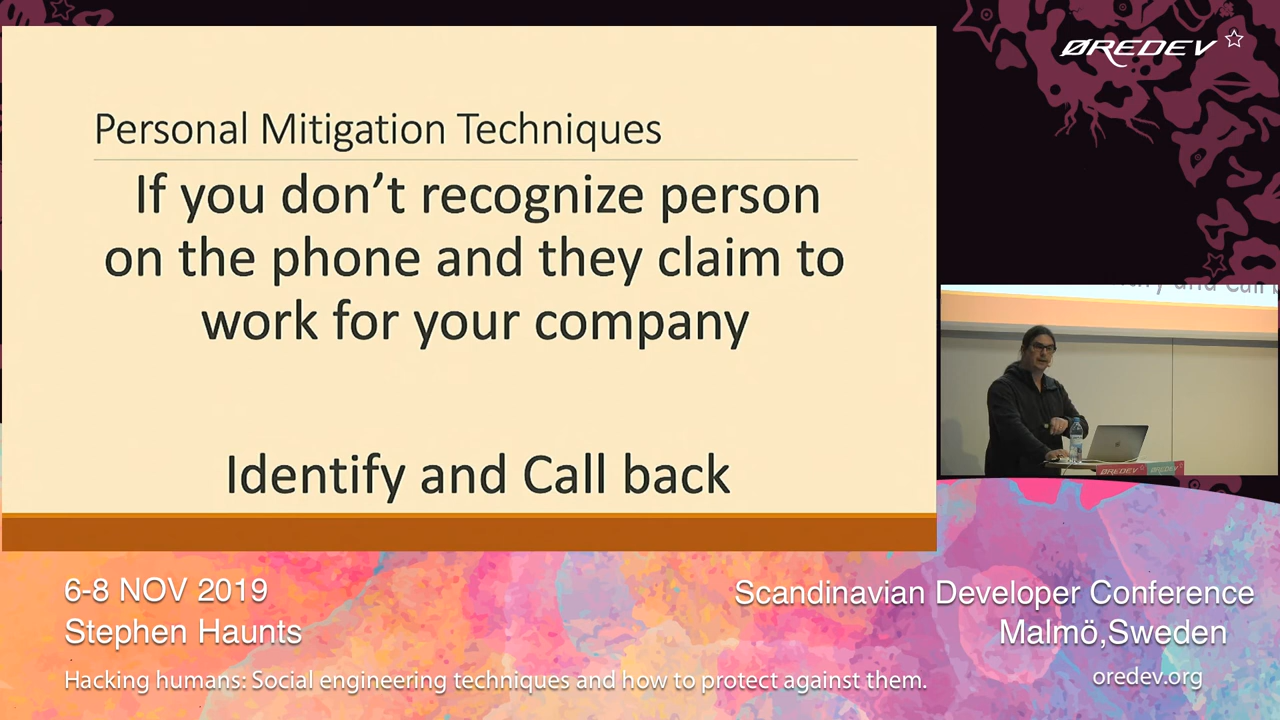 ØREDEV
Personal Mitigation Techniques
If you don’t recognize person
on the phone and they claim to
work for your company
Identify and Call back
6-8 NOV 2019
Stephen Haunts
Hacking humans: Social engineering techniques and how to protect against them.
Scandinavian Developer Conference
Malmö,Sweden
oredev.org